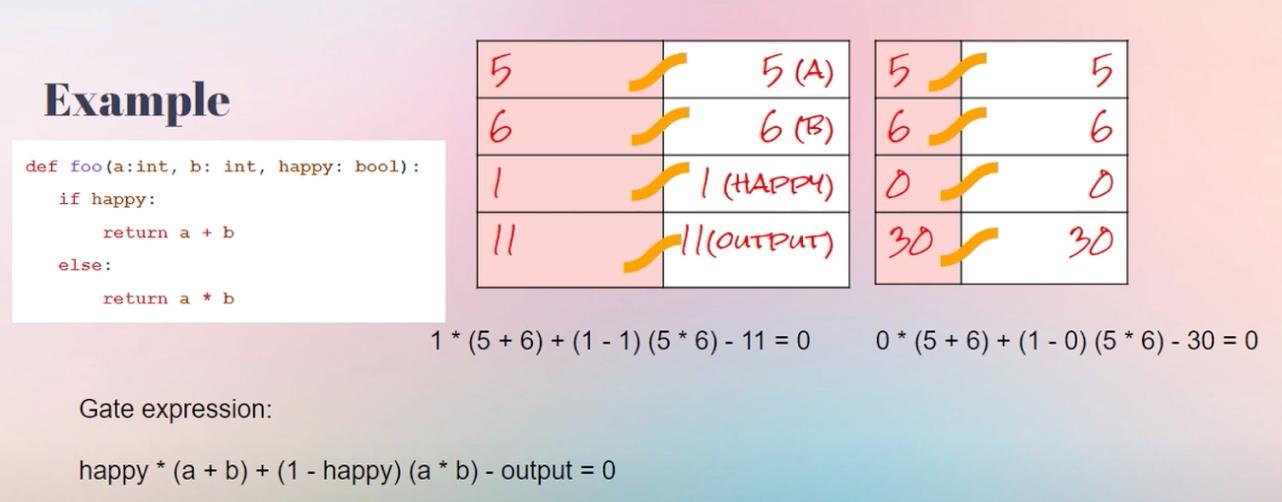 Example
def foo(a:int, b: int, happy: bool):
if happy:
return a + b
else:
return a * b
5 5 (A)
6 6 (B)
1 1 (HAPPY)
11 11(OUTPUT)
5 5
6 6
0 0
30 30
1 * (5 + 6) + (1 - 1) (5 * 6) - 11 = 0
0 * (5 + 6) + (1 - 0) (5 * 6) - 30 = 0
Gate expression:
happy * (a + b) + (1 - happy) (a * b) - output = 0